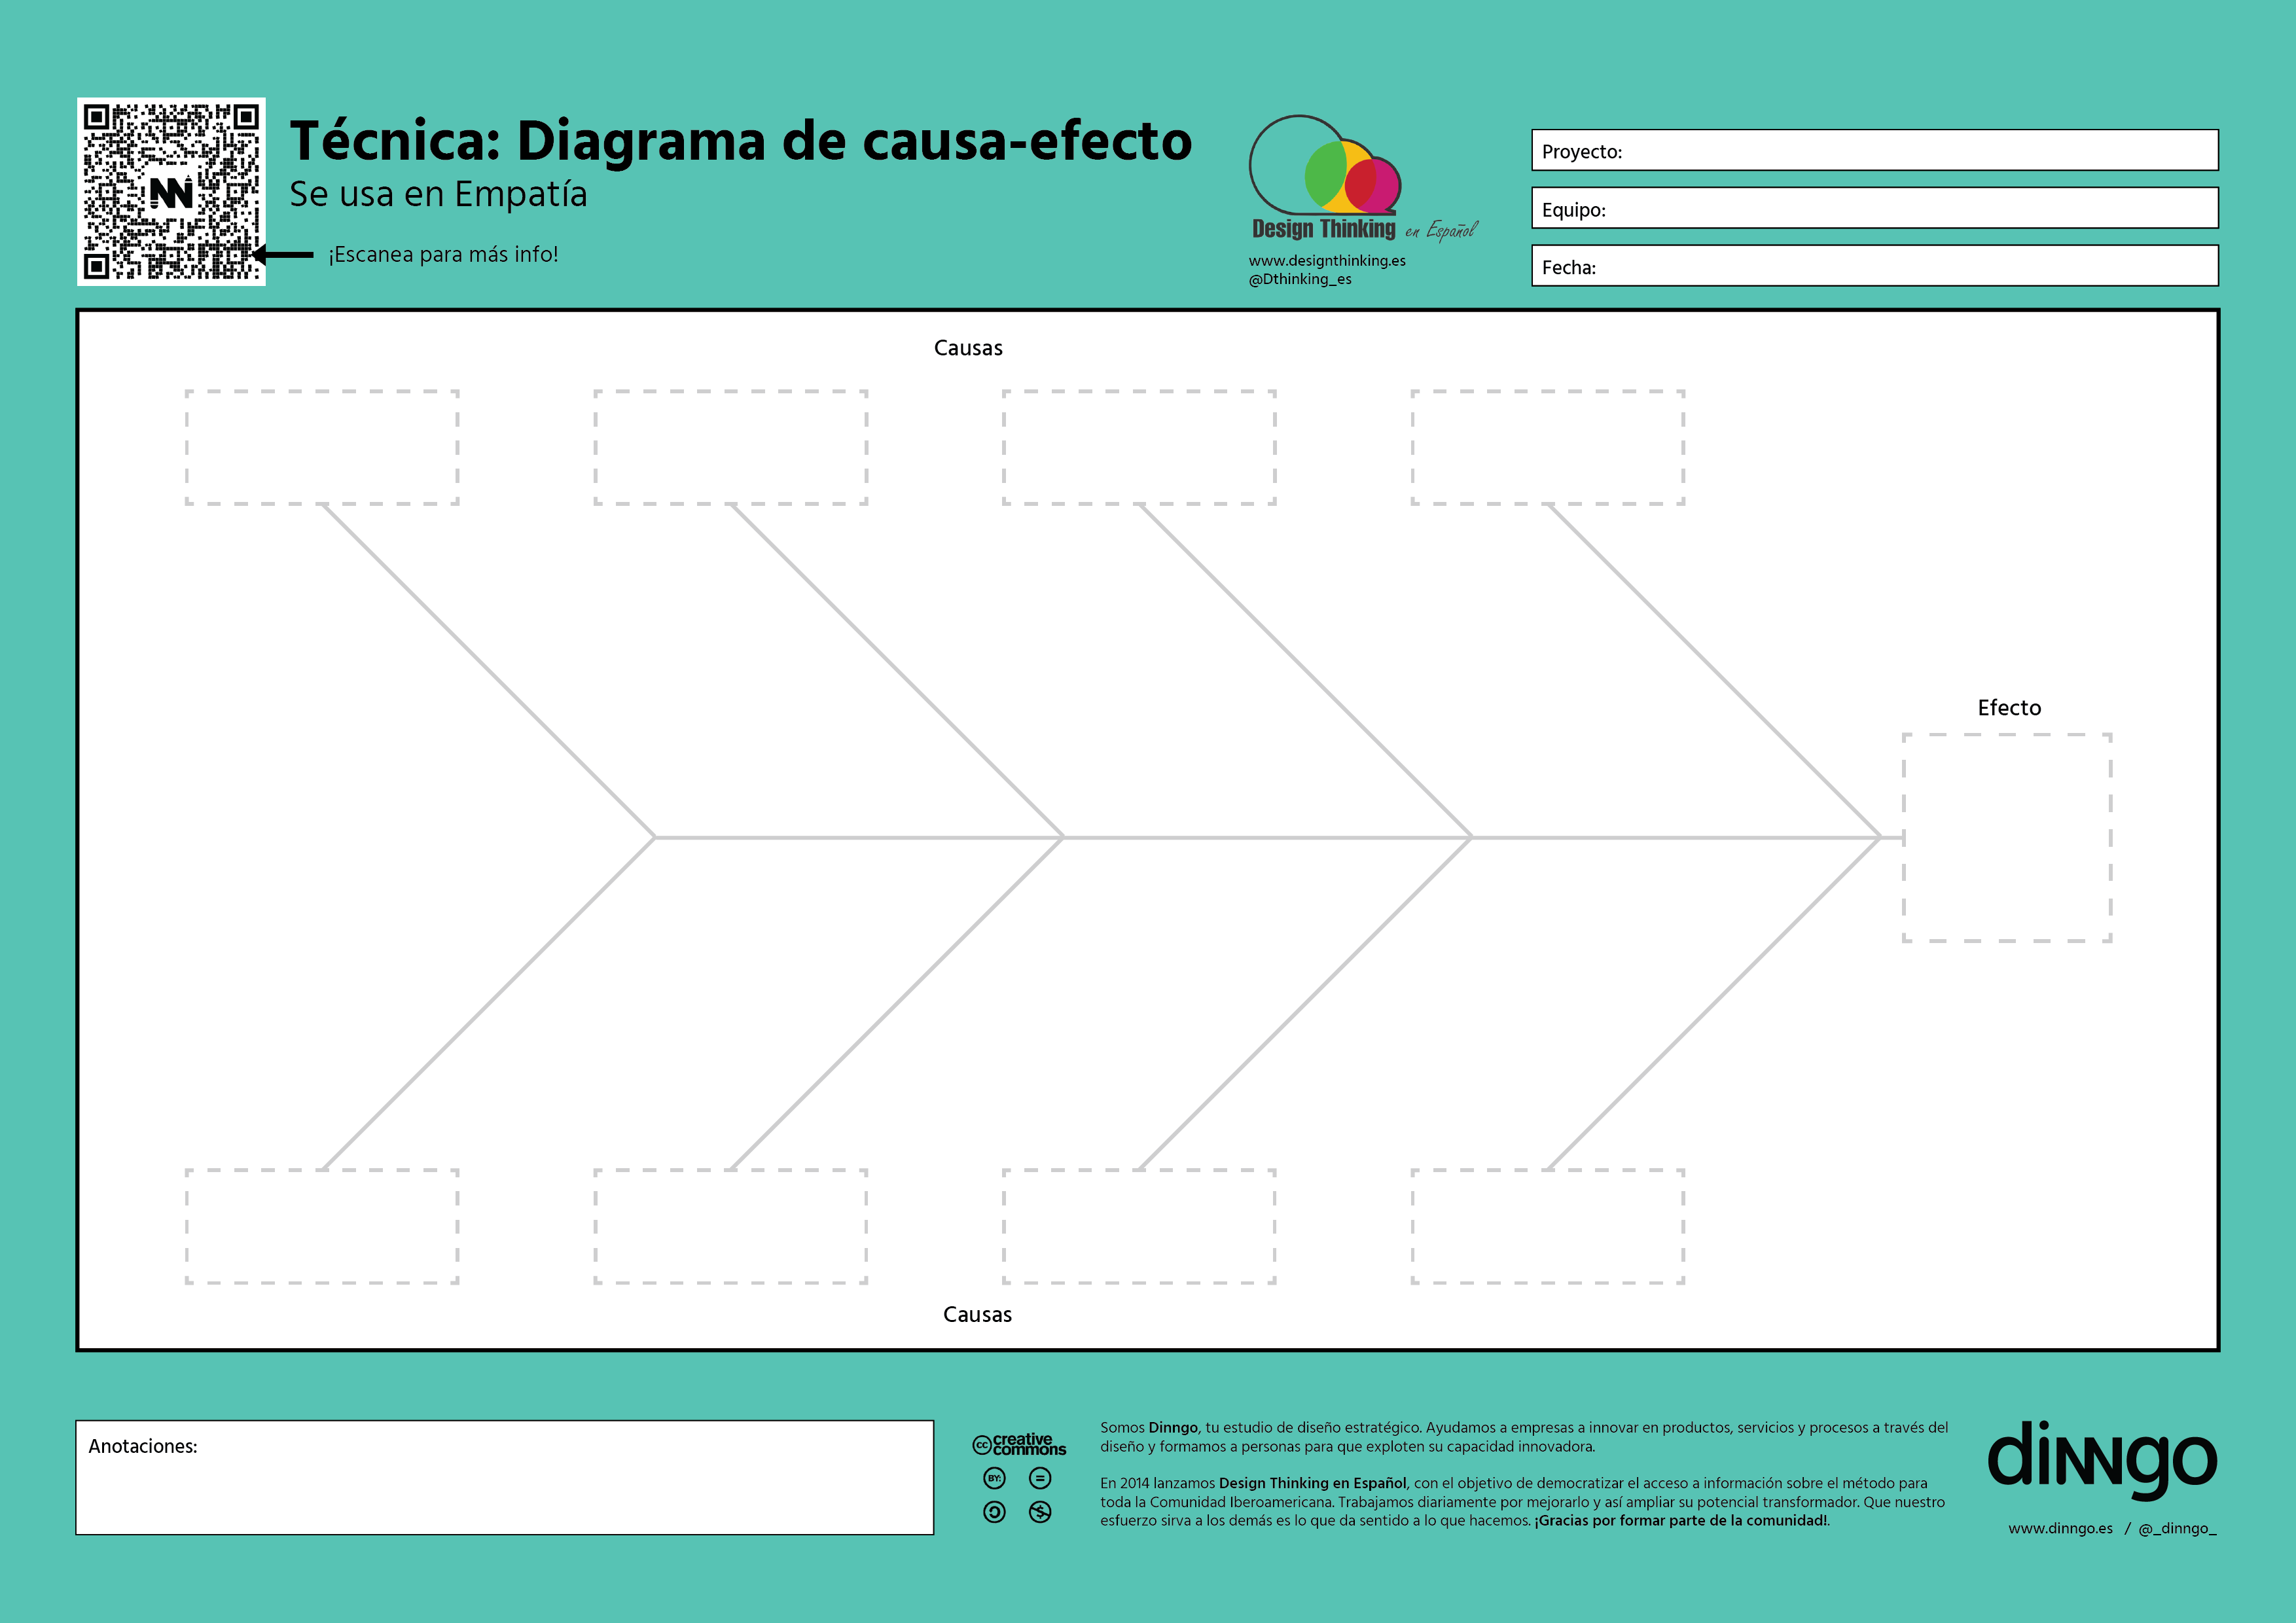 Técnica: Diagrama de causa-efecto
Se usa en Empatía
¡Escanea para más info!
Design Thinking en Español
www.designthinking.es
@Dthinking_es
Proyecto:
Equipo:
Fecha:
Causas
Efecto
Causas
Anotaciones:
cc creative
commons
BY:
Somos Dinngo, tu estudio de diseño estratégico. Ayudamos a empresas a innovar en productos, servicios y procesos a través del
diseño y formamos a personas para que exploten su capacidad innovadora.
En 2014 lanzamos Design Thinking en Español, con el objetivo de democratizar el acceso a información sobre el método para
toda la Comunidad Iberoamericana. Trabajamos diariamente por mejorarlo y así ampliar su potencial transformador. Que nuestro
esfuerzo sirva a los demás es lo que da sentido a lo que hacemos. ¡Gracias por formar parte de la comunidad!.
dinngo
www.dinngo.es / @_dinngo_